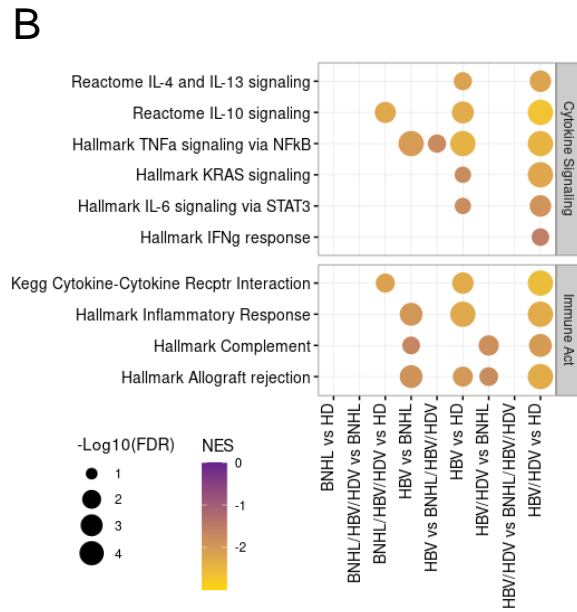 B
Reactome IL-4 and IL-13 signaling
Reactome IL-10 signaling
Hallmark TNFa signaling via NFkB
Hallmark KRAS signaling
Hallmark IL-6 signaling via STAT3
Hallmark IFNg response
Cytokine Signaling
Kegg Cytokine-Cytokine Recptr Interaction
Hallmark Inflammatory Response
Hallmark Complement
Hallmark Allograft rejection
Immune Act
BNHL vs HD
BNHL/HBV/HDV vs BNHL
BNHL/HBV/HDV vs HD
HBV vs BNHL
HBV vs BNHL/HBV/HDV
HBV vs HD
HBV/HDV vs BNHL
HBV/HDV vs BNHL/HBV/HDV
HBV/HDV vs HD
-Log10(FDR)
1
2
3
4
NES
0
-1
-2